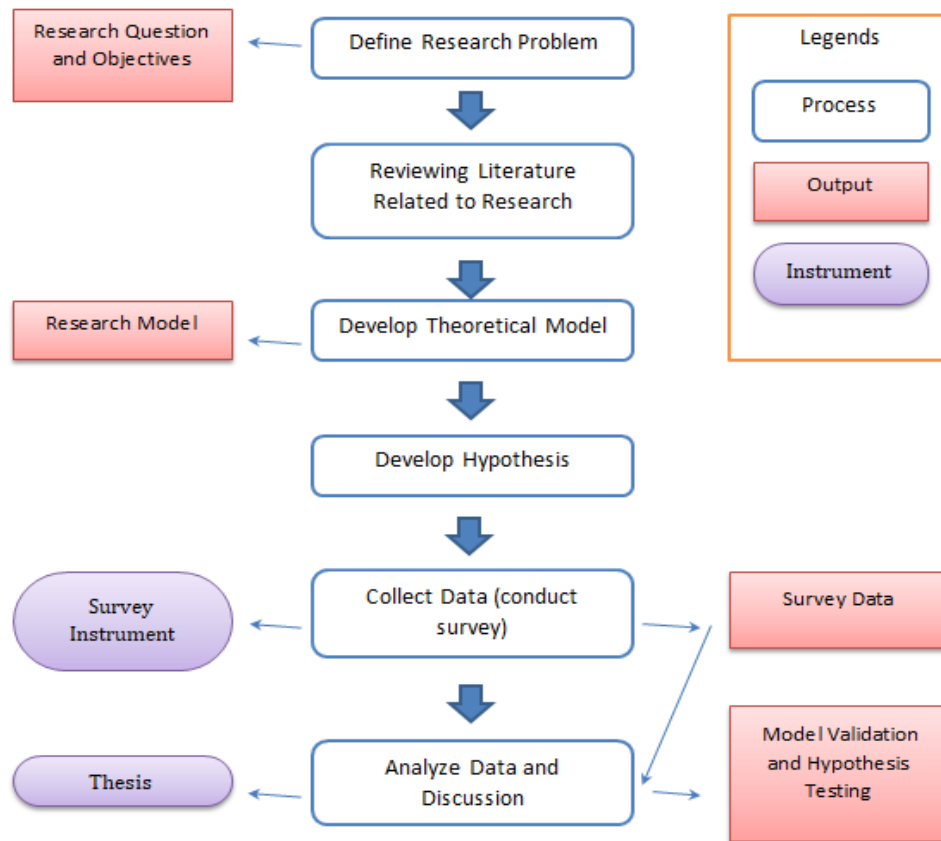 Research Question
and Objectives
Define Research Problem
Legends
Process
Reviewing Literature
Related to Research
Output
Instrument
Research Model
Develop Theoretical Model
Develop Hypothesis
Survey
Instrument
Collect Data (conduct
survey)
Survey Data
Thesis
Analyze Data and
Discussion
Model Validation
and Hypothesis
Testing